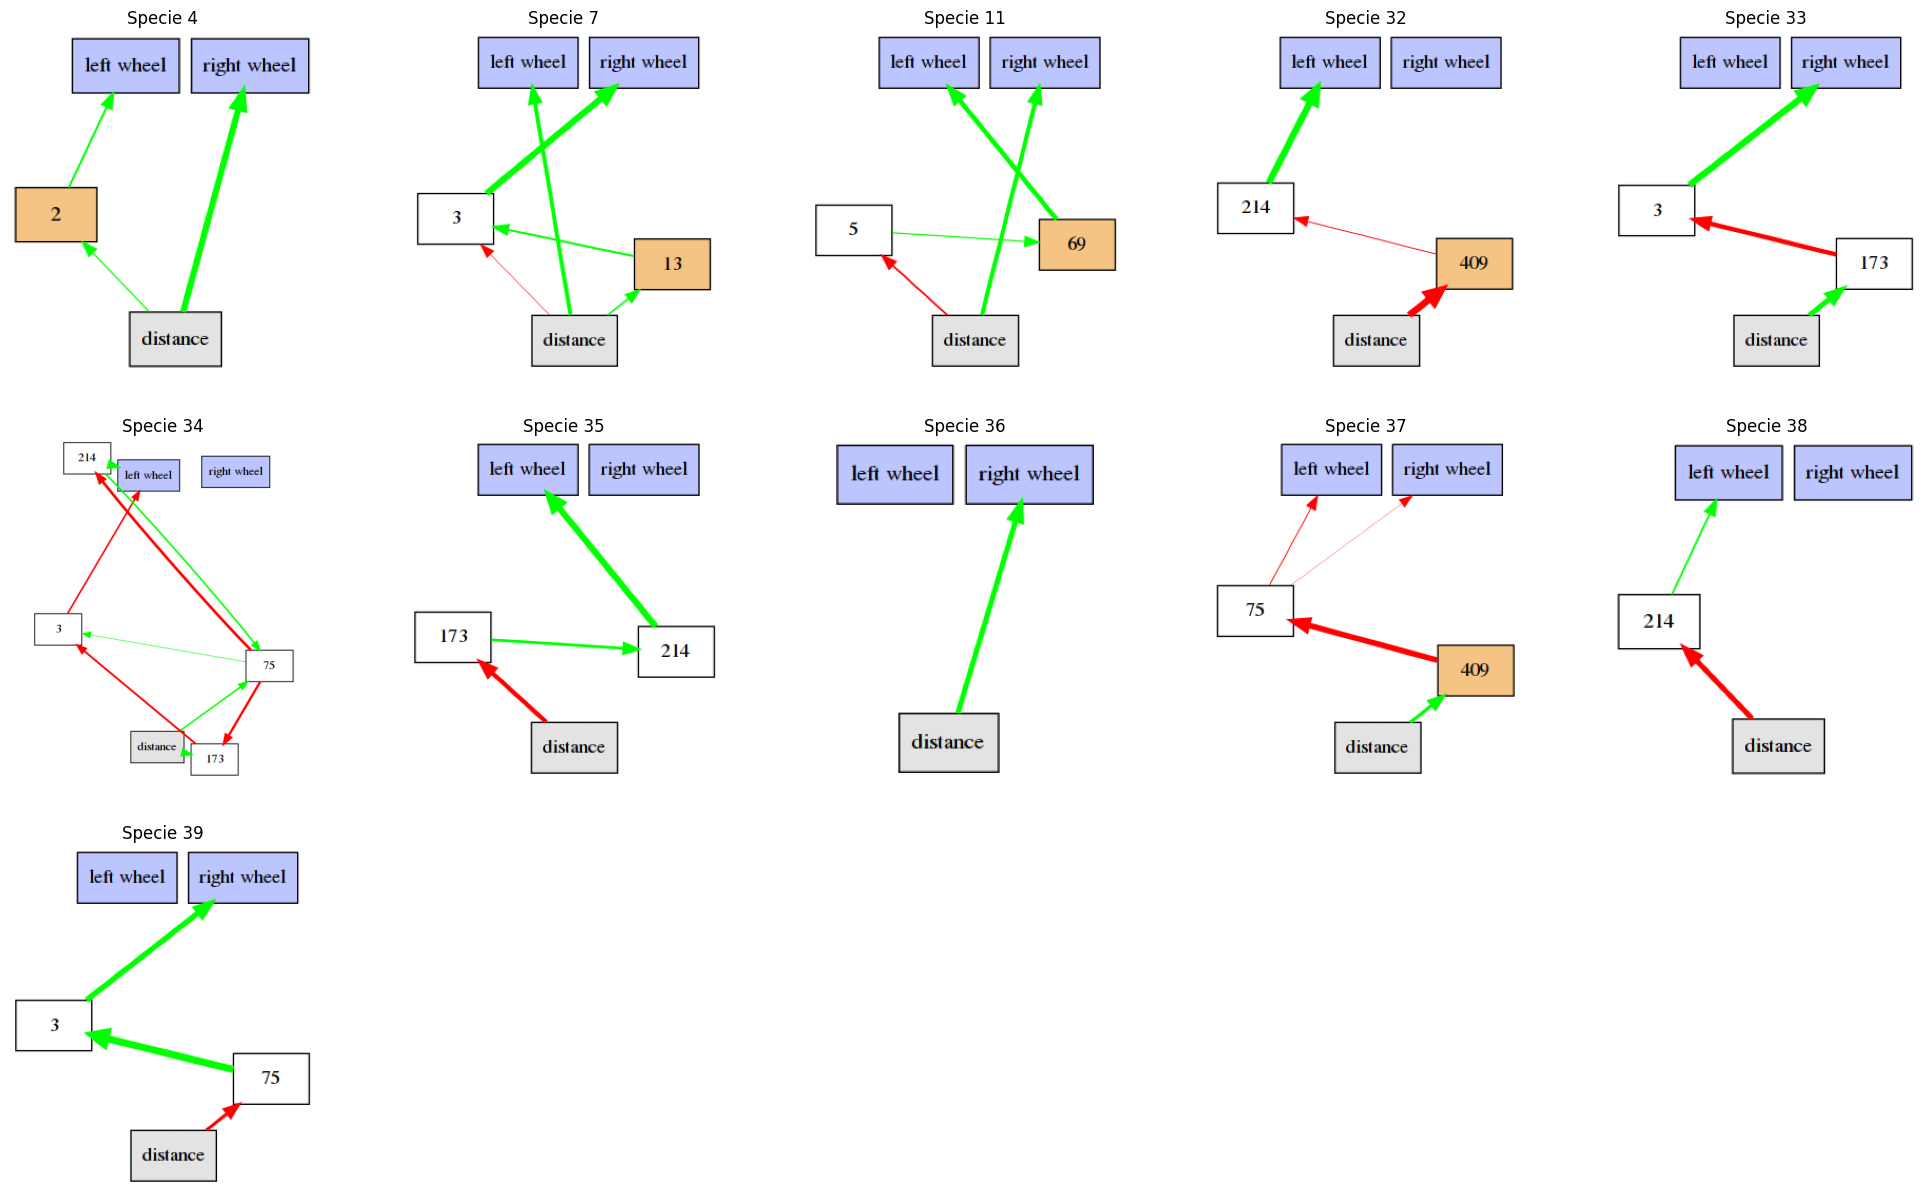 Specie 4
left wheel
right wheel
2
distance
Specie 7
left wheel
right wheel
3
13
distance
Specie 11
left wheel
right wheel
5
69
distance
Specie 32
left wheel
right wheel
214
409
distance
Specie 33
left wheel
right wheel
3
173
distance
Specie 34
214
left wheel
right wheel
3
75
distance
173
Specie 35
left wheel
right wheel
173
214
distance
Specie 36
left wheel
right wheel
distance
Specie 37
left wheel
right wheel
75
409
distance
Specie 38
left wheel
right wheel
214
distance
Specie 39
left wheel
right wheel
3
75
distance